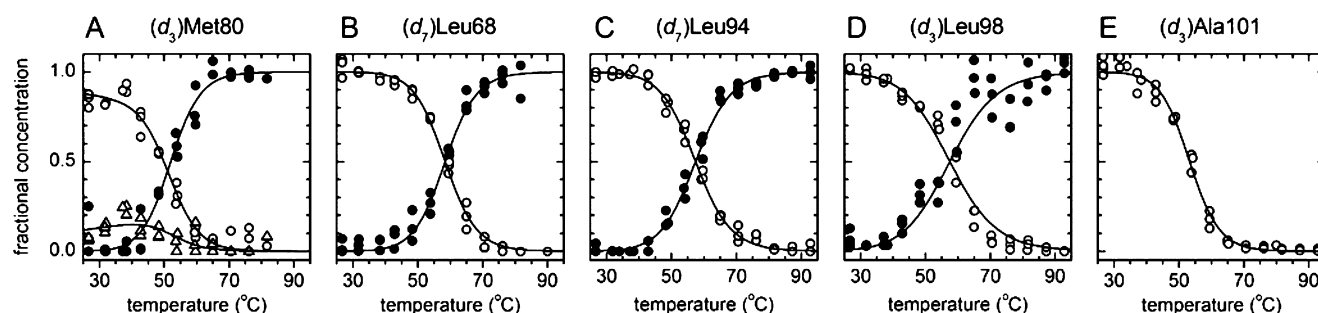 A (d₃)Met80 B (d₇)Leu68 C (d₇)Leu94 D (d₃)Leu98 E (d₃)Ala101
fractional concentration
1.0
0.5
0.0
30 50 70 90 30 50 70 90 30 50 70 90 30 50 70 90 30 50 70 90
temperature (°C) temperature (°C) temperature (°C) temperature (°C) temperature (°C)